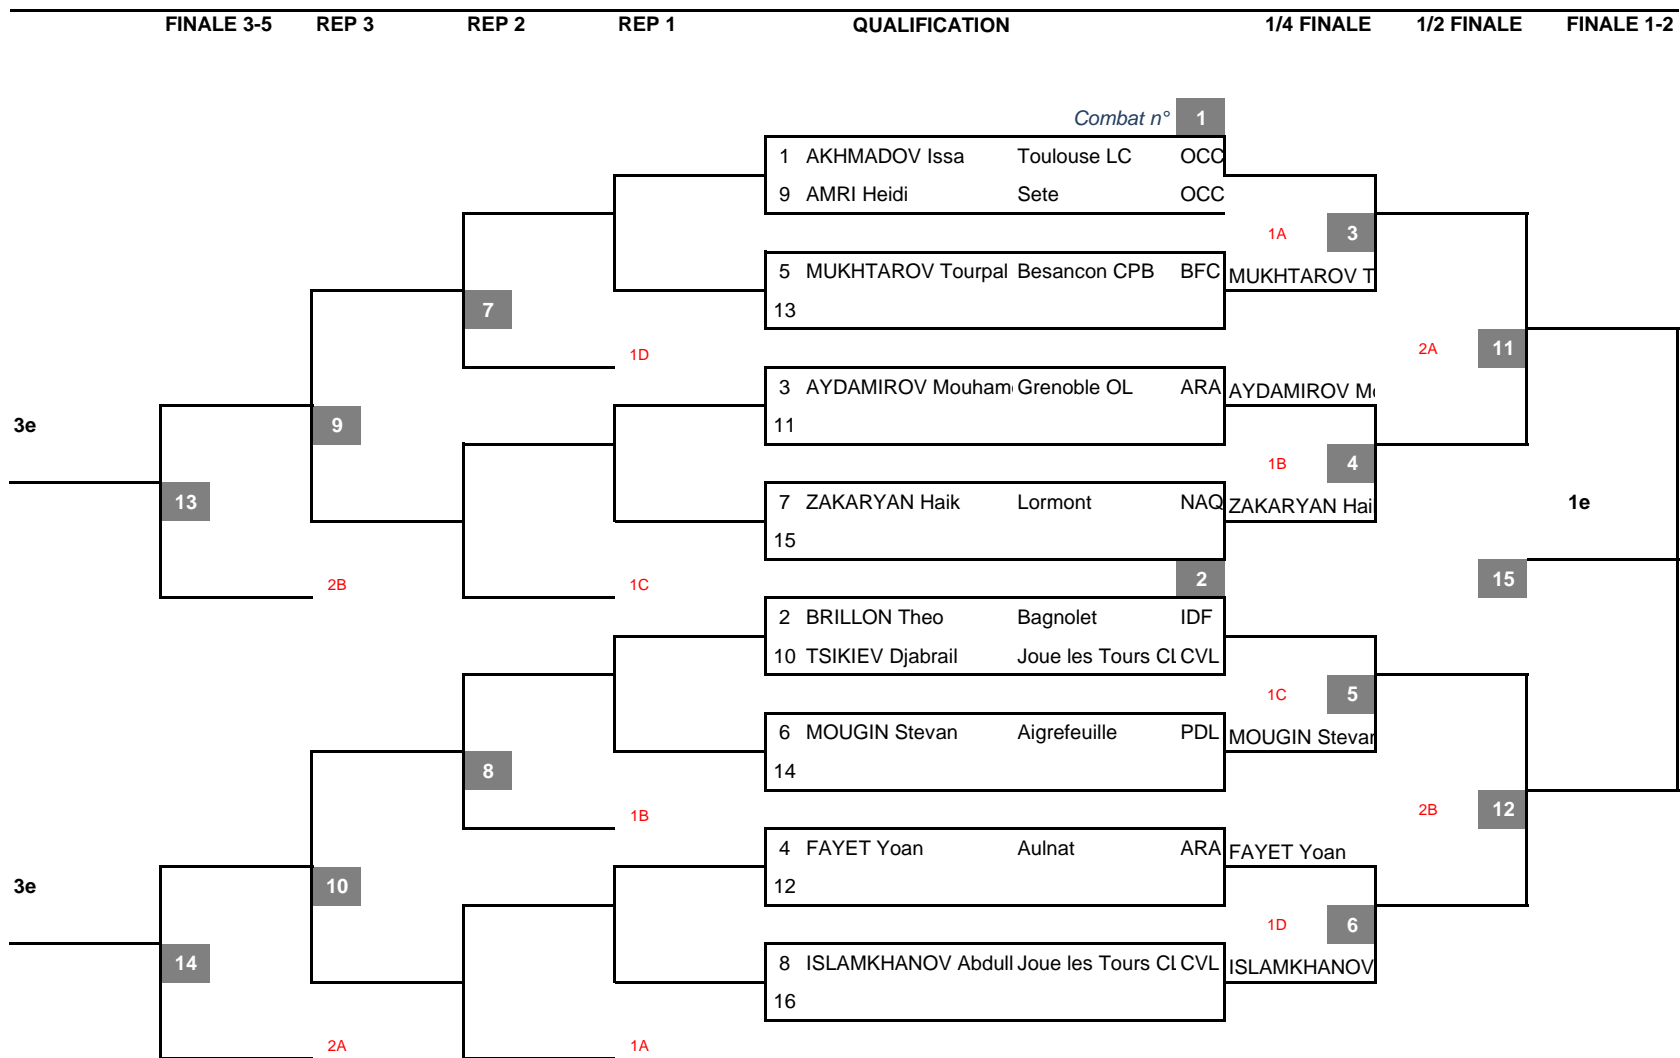 FINALE 3-5 REP 3 REP 2 REP 1 QUALIFICATION 1/4 FINALE 1/2 FINALE FINALE 1-2
Combat n° 1
1 AKHMADOV Issa Toulouse LC OCC
9 AMRI Heidi Sete OCC
1A 3
5 MUKHTAROV Tourpal Besancon CPB BFC MUKHTAROV T
7 13
1D 2A 11
3 AYDAMIROV Mouham Grenoble OL ARA AYDAMIROV M
3e 9 11
1B 4
13 7 ZAKARYAN Haik Lormont NAQ ZAKARYAN Hai 1e
15
2B 1C 2 15
2 BRILLON Theo Bagnolet IDF
10 TSIKIEV Djabrail Joue les Tours CL CVL
1C 5
6 MOUGIN Stevan Aigrefeuille PDL MOUGIN Stevan
8 14
1B 2B 12
4 FAYET Yoan Aulnat ARA FAYET Yoan
3e 10 12
1D 6
14 8 ISLAMKHANOV Abdull Joue les Tours CL CVL ISLAMKHANOV
16
2A 1A